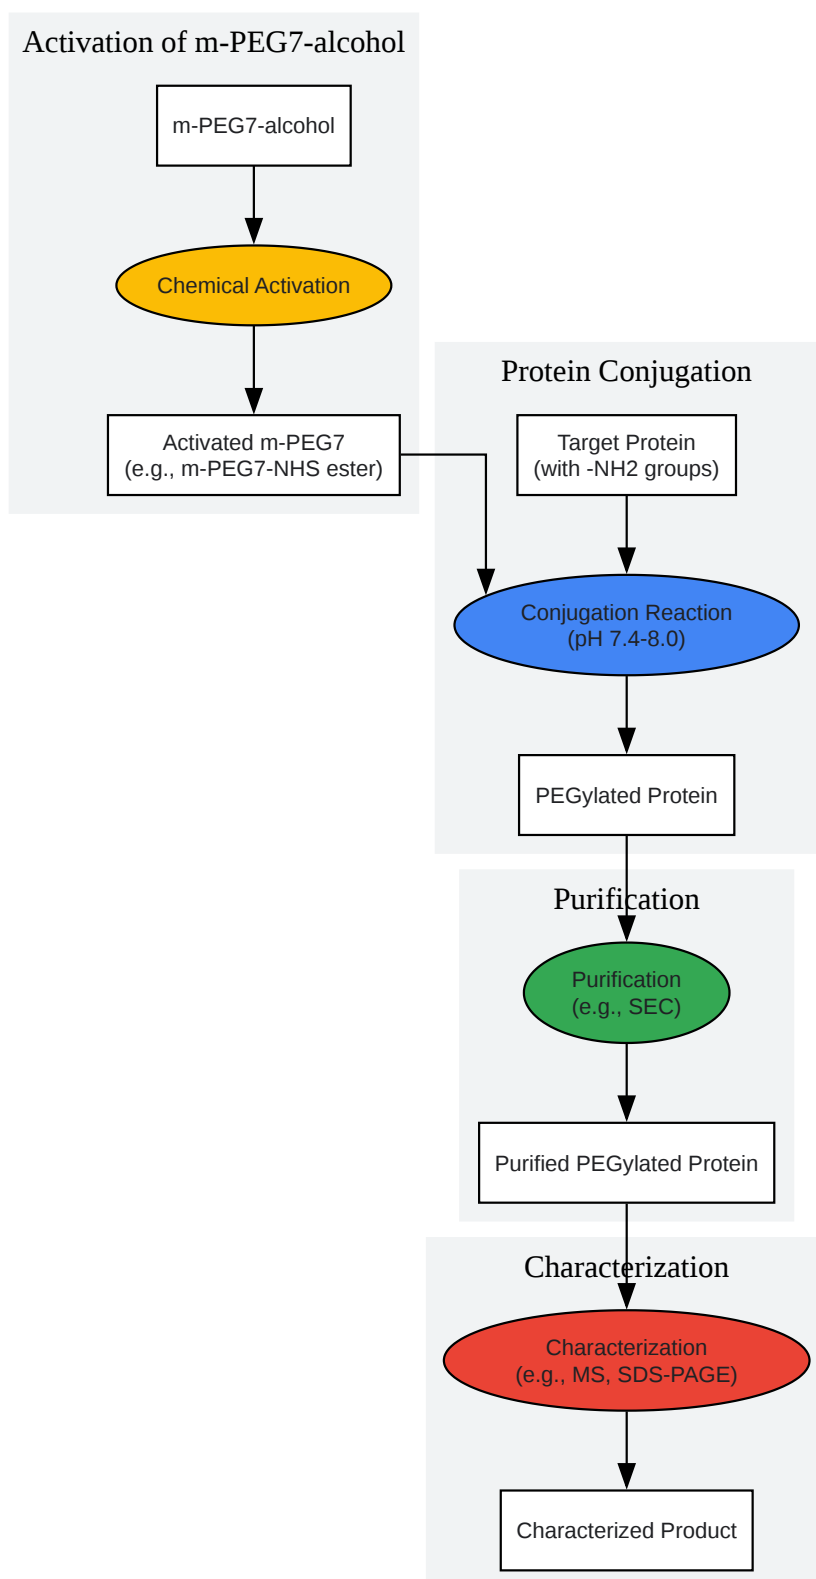 Activation of m-PEG7-alcohol
m-PEG7-alcohol
Chemical Activation
Activated m-PEG7
(e.g., m-PEG7-NHS ester)
Protein Conjugation
Target Protein
(with -NH2 groups)
Conjugation Reaction
(pH 7.4-8.0)
PEGylated Protein
Purification
Purification
(e.g., SEC)
Purified PEGylated Protein
Characterization
Characterization
(e.g., MS, SDS-PAGE)
Characterized Product